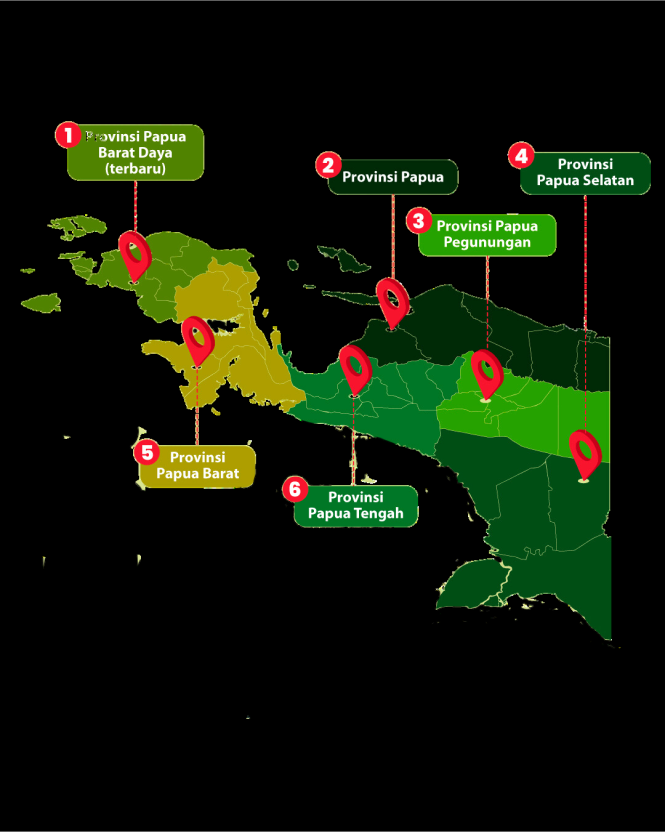 1
Provinsi Papua
Barat Daya
(terbaru)
2
Provinsi Papua
3
Provinsi Papua
Pegunungan
4
Provinsi
Papua Selatan
5
Provinsi
Papua Barat
6
Provinsi
Papua Tengah